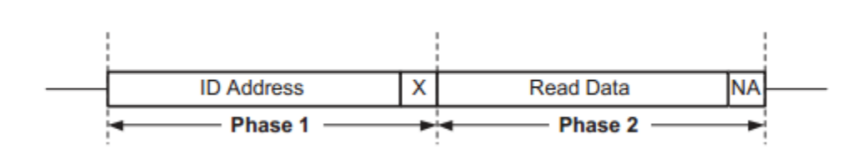 ID Address X Read Data NA
Phase 1 Phase 2